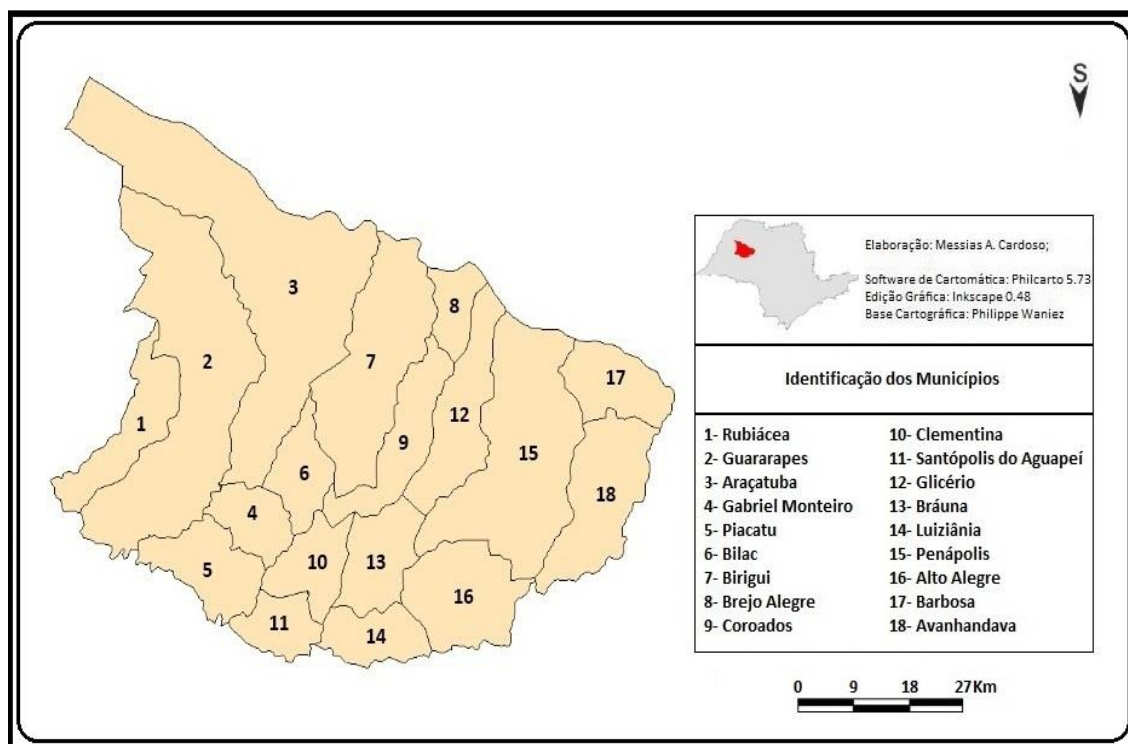 S
3
8
2
7
17
1
12
9
15
6
18
4
10
13
5
16
11
14
Elaboração: Messias A. Cardoso;
Software de Cartomática: Philcarto 5.73
Edição Gráfica: Inkscape 0.48
Base Cartográfica: Philippe Waniez
Identificação dos Municípios
1- Rubiácea
2- Guararapes
3- Araçatuba
4- Gabriel Monteiro
5- Piacatu
6- Bilac
7- Birigui
8- Brejo Alegre
9- Coroados
10- Clementina
11- Santópolis do Aguapeí
12- Glicério
13- Bráuna
14- Luiziânia
15- Penápolis
16- Alto Alegre
17- Barbosa
18- Avanhandava
0 9 18 27Km